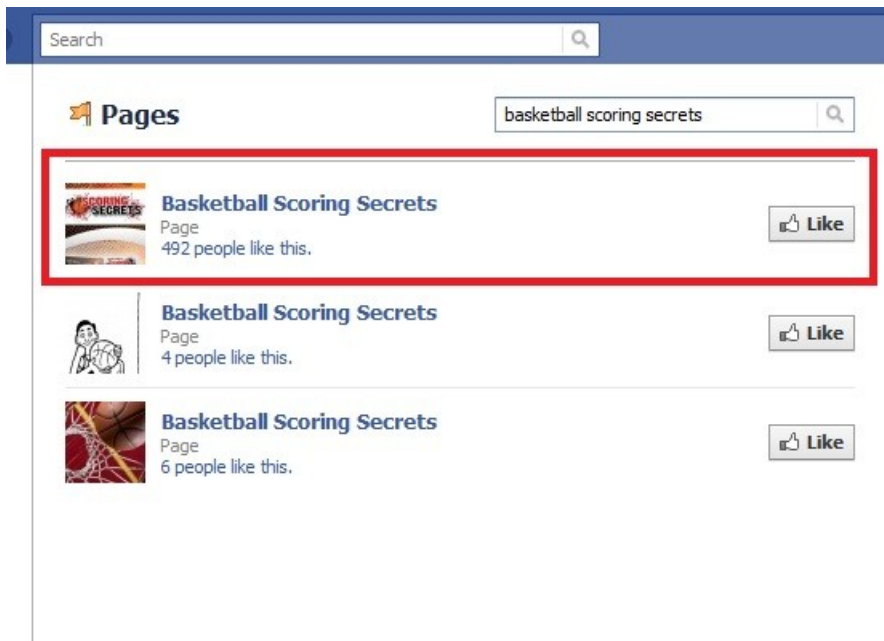 Search
Pages
basketball scoring secrets
SCORING
SECRETS
Basketball Scoring Secrets
Page
492 people like this.
Like
Basketball Scoring Secrets
Page
4 people like this.
Like
Basketball Scoring Secrets
Page
6 people like this.
Like